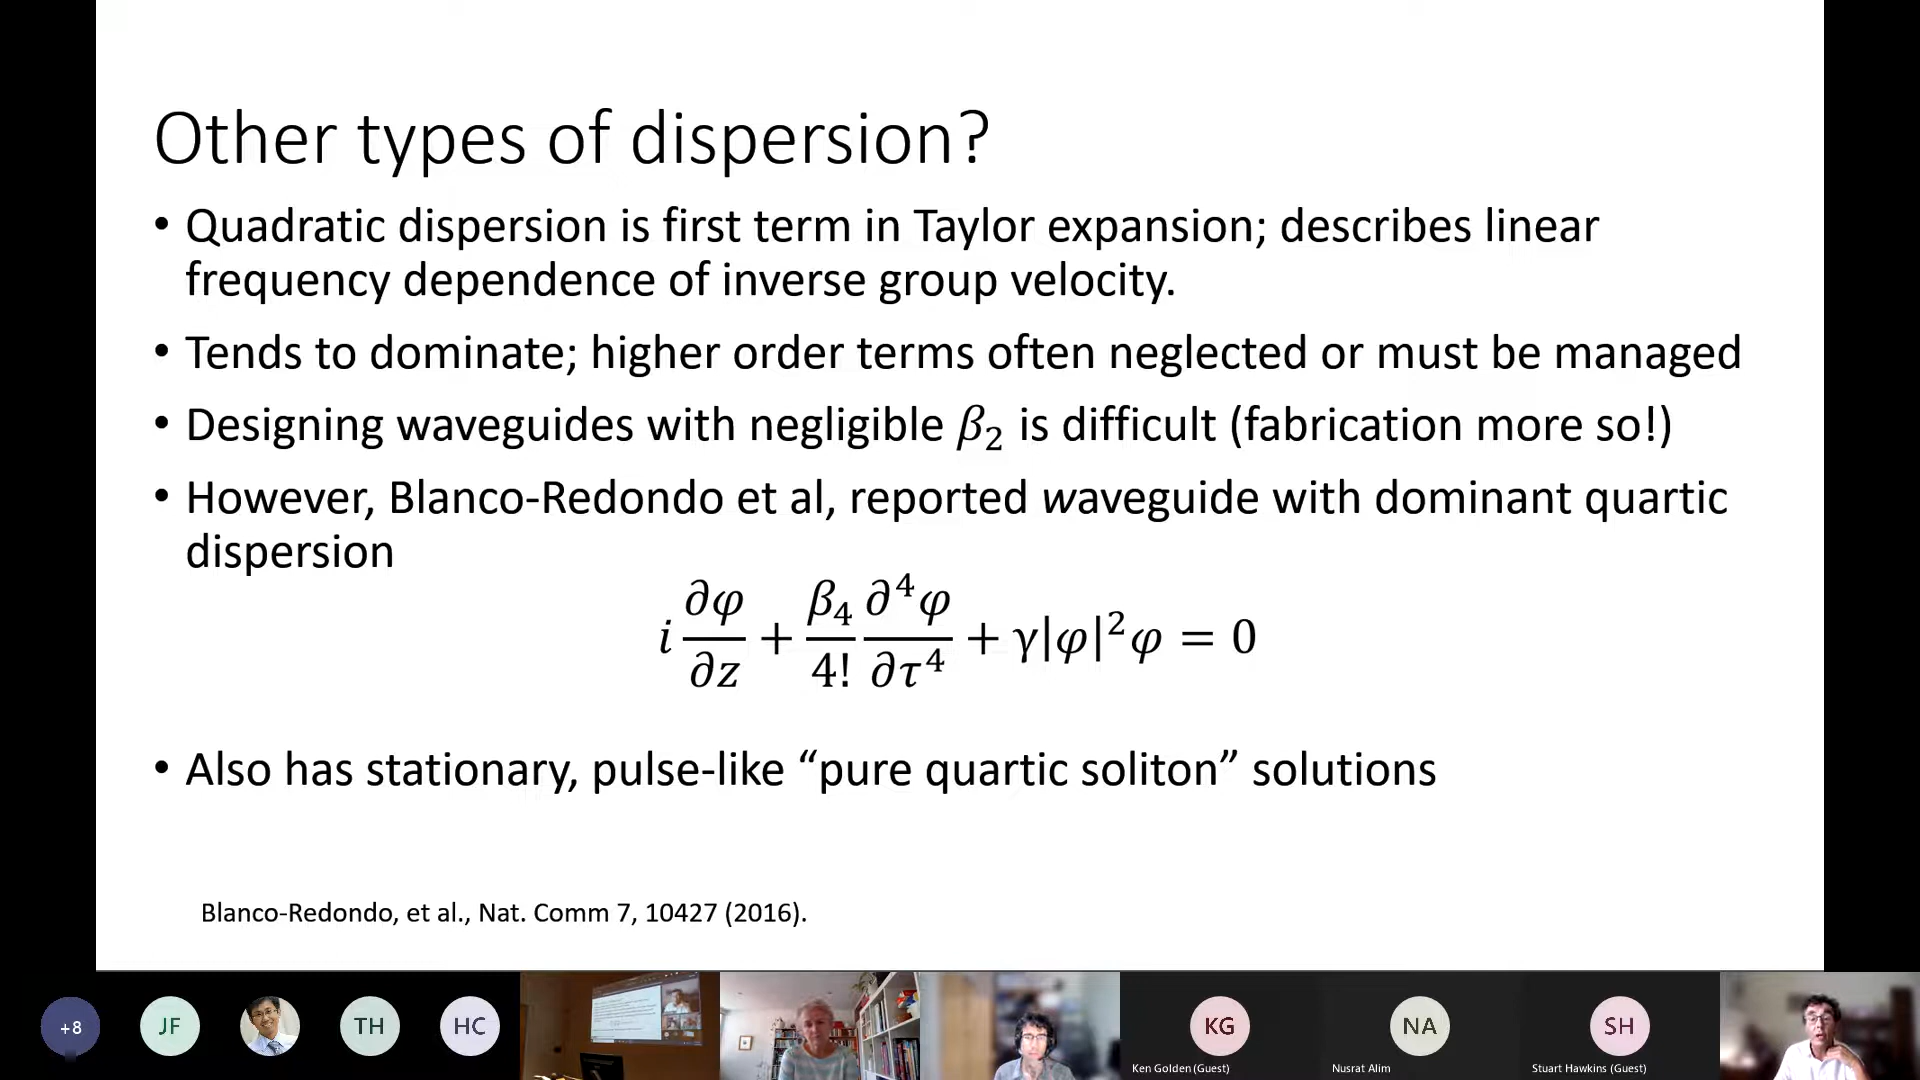 Other types of dispersion?
• Quadratic dispersion is first term in Taylor expansion; describes linear
frequency dependence of inverse group velocity.
• Tends to dominate; higher order terms often neglected or must be managed
• Designing waveguides with negligible β₂ is difficult (fabrication more so!)
• However, Blanco-Redondo et al, reported waveguide with dominant quartic
dispersion
i ∂φ/∂z + β₄/4! ∂⁴φ/∂τ⁴ + γ|φ|²φ = 0
• Also has stationary, pulse-like “pure quartic soliton” solutions
Blanco-Redondo, et al., Nat. Comm 7, 10427 (2016).
+8 JF TH HC KG NA SH
Ken Golden (Guest) Nusrat Alim Stuart Hawkins (Guest)